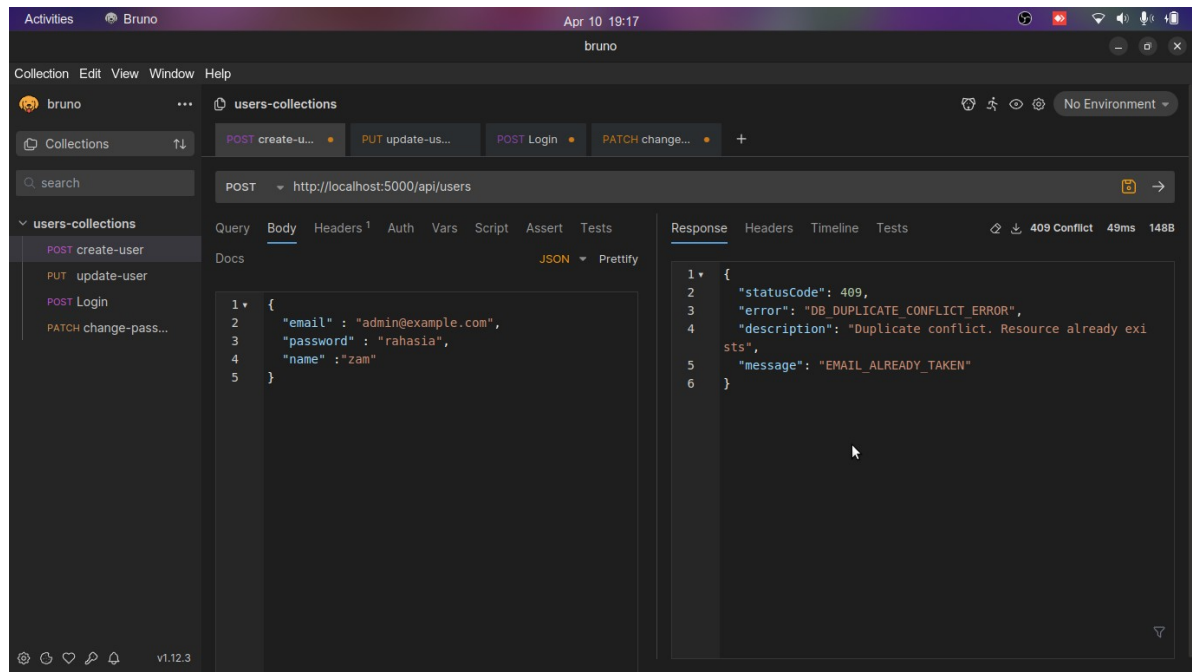 Activities Bruno Apr 10 19:17
bruno
Collection Edit View Window Help
bruno ••• users-collections No Environment
Collections POST create-u... PUT update-us... POST Login PATCH change... +
search POST http://localhost:5000/api/users
users-collections
POST create-user
PUT update-user
POST Login
PATCH change-pass...
Query Body Headers 1 Auth Vars Script Assert Tests
Docs JSON Prettify
1 {
2 "email" : "admin@example.com",
3 "password" : "rahasia",
4 "name" :"zam"
5 }
Response Headers Timeline Tests 409 Conflict 49ms 148B
1 {
2 "statusCode": 409,
3 "error": "DB_DUPLICATE_CONFLICT_ERROR",
4 "description": "Duplicate conflict. Resource already exi
sts",
5 "message": "EMAIL_ALREADY_TAKEN"
6 }
v1.12.3